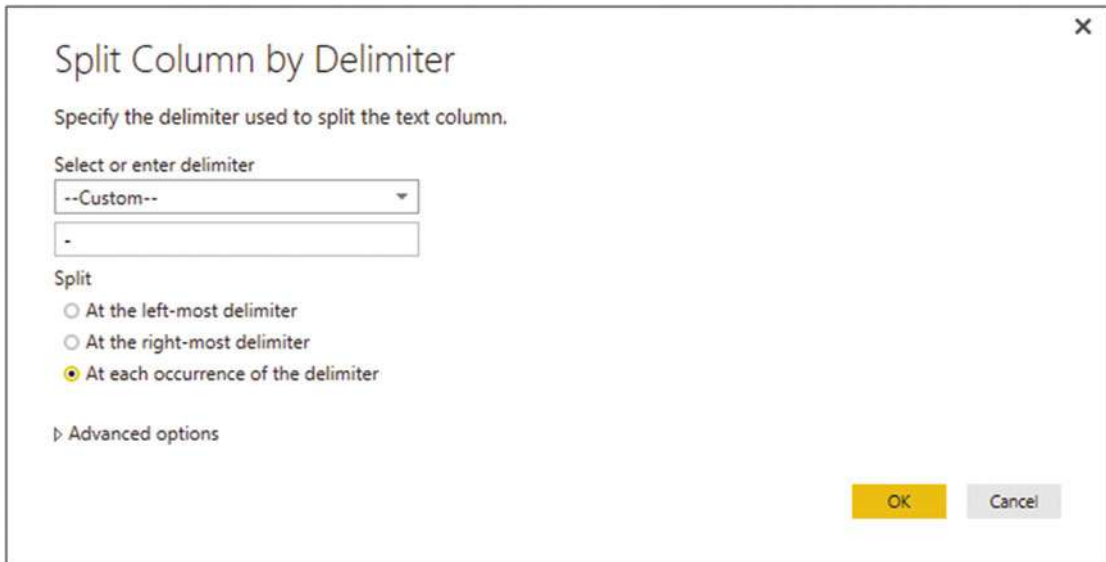 Split Column by Delimiter
Specify the delimiter used to split the text column.
Select or enter delimiter
--Custom--
-
Split
At the left-most delimiter
At the right-most delimiter
At each occurrence of the delimiter
Advanced options
OK Cancel